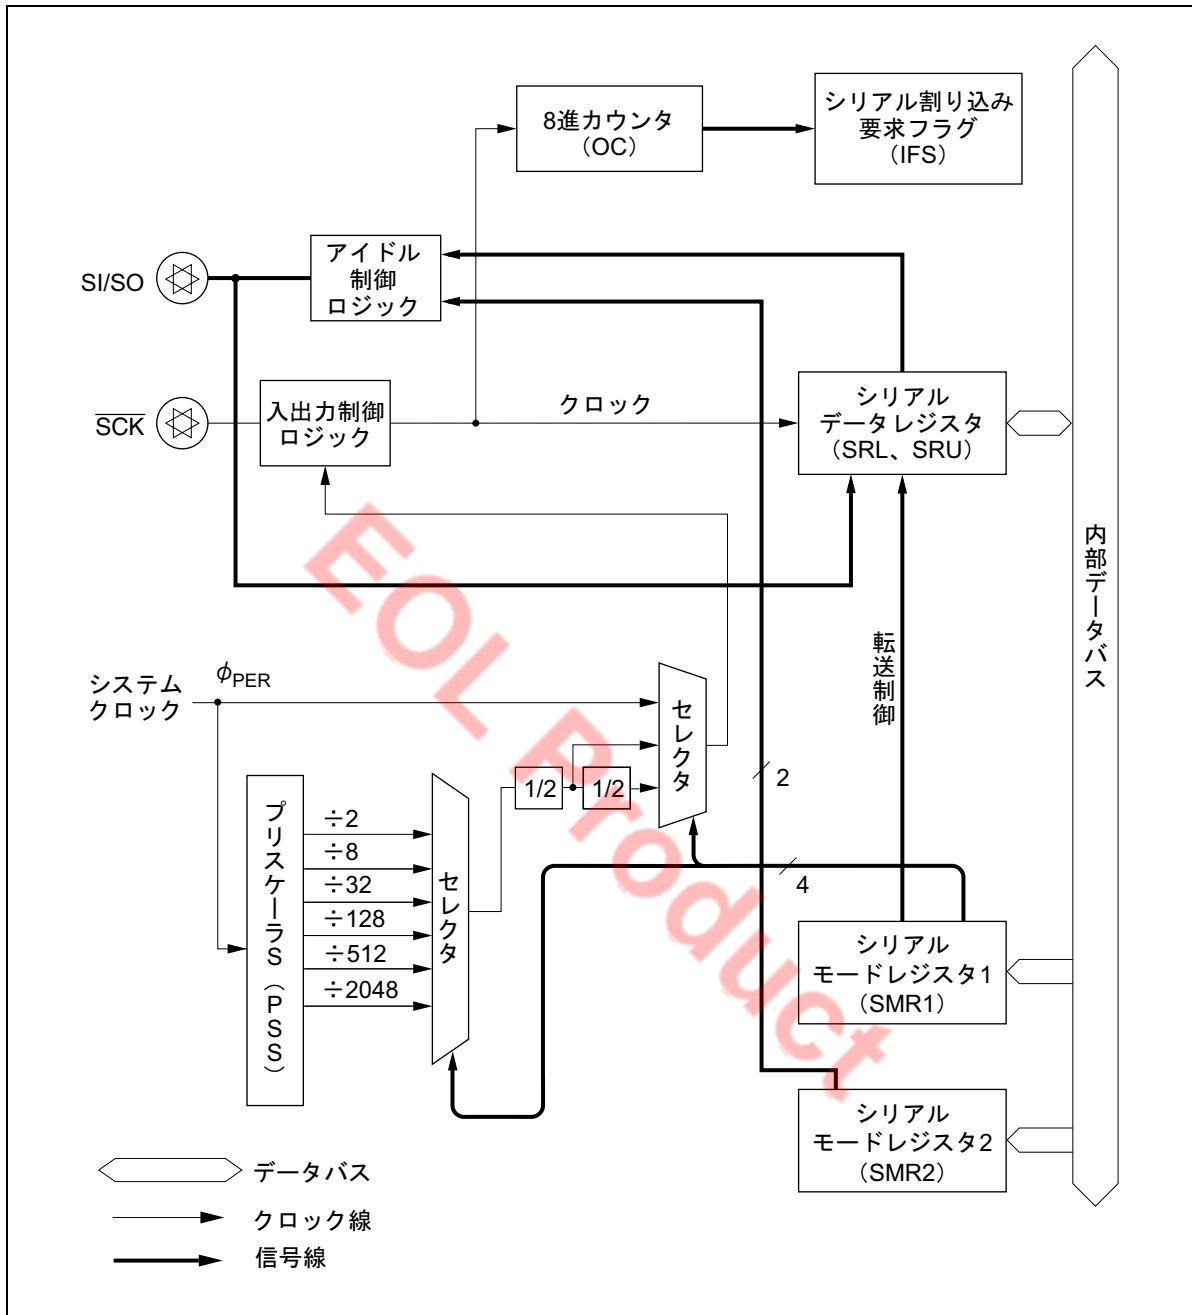 8進カウンタ
（OC）
シリアル割り込み
要求フラグ
（IFS）
SI/SO
アイドル
制御
ロジック
SCK
入出力制御
ロジック
クロック
シリアル
データレジスタ
（SRL、SRU）
内部データバス
転送制御
システム
クロック
ϕPER
セレクタ
1/2
1/2
2
4
プリスケーラS（PSS）
÷2
÷8
÷32
÷128
÷512
÷2048
セレクタ
シリアル
モードレジスタ1
（SMR1）
シリアル
モードレジスタ2
（SMR2）
データバス
クロック線
信号線
EOL Product